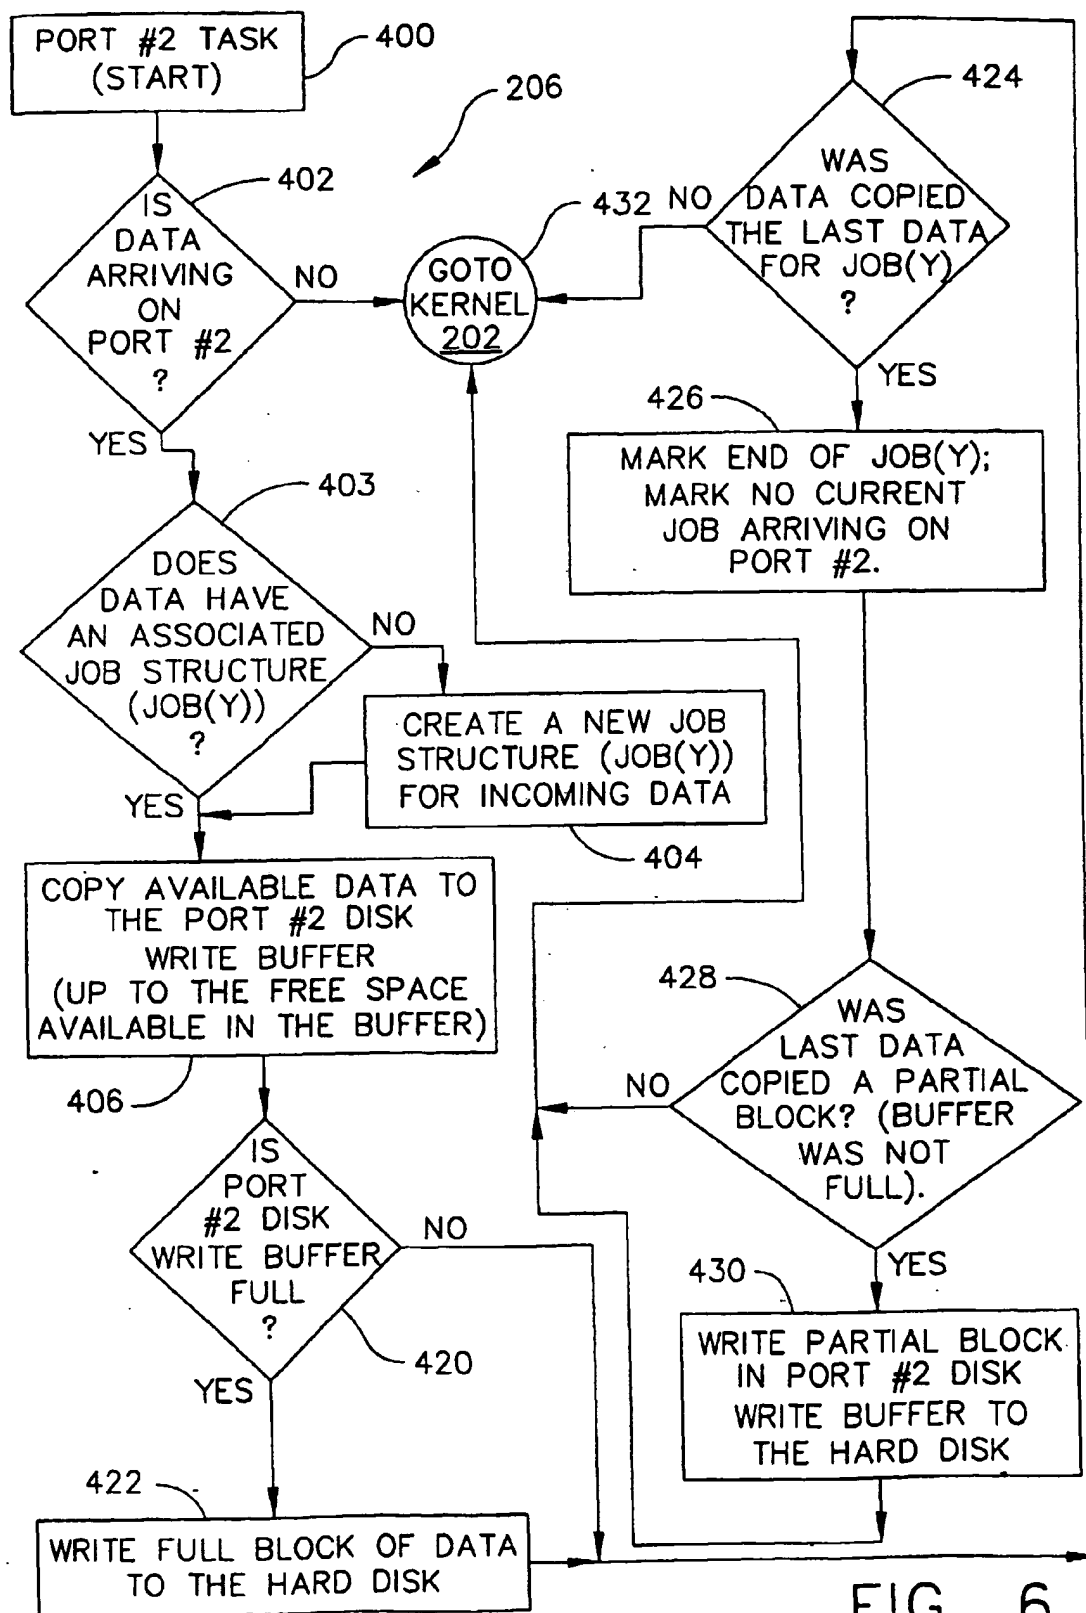 PORT #2 TASK
(START)
400
206
402
IS
DATA
ARRIVING
ON
PORT #2
?
NO
YES
GOTO
KERNEL
202
432
403
DOES
DATA HAVE
AN ASSOCIATED
JOB STRUCTURE
(JOB(Y))
?
NO
YES
CREATE A NEW JOB
STRUCTURE (JOB(Y))
FOR INCOMING DATA
404
COPY AVAILABLE DATA TO
THE PORT #2 DISK
WRITE BUFFER
(UP TO THE FREE SPACE
AVAILABLE IN THE BUFFER)
406
IS
PORT
#2 DISK
WRITE BUFFER
FULL
?
NO
420
YES
422
WRITE FULL BLOCK OF DATA
TO THE HARD DISK
424
WAS
DATA COPIED
THE LAST DATA
FOR JOB(Y)
?
NO
YES
426
MARK END OF JOB(Y);
MARK NO CURRENT
JOB ARRIVING ON
PORT #2.
428
WAS
LAST DATA
COPIED A PARTIAL
BLOCK? (BUFFER
WAS NOT
FULL).
NO
YES
430
WRITE PARTIAL BLOCK
IN PORT #2 DISK
WRITE BUFFER TO
THE HARD DISK
FIG. 6